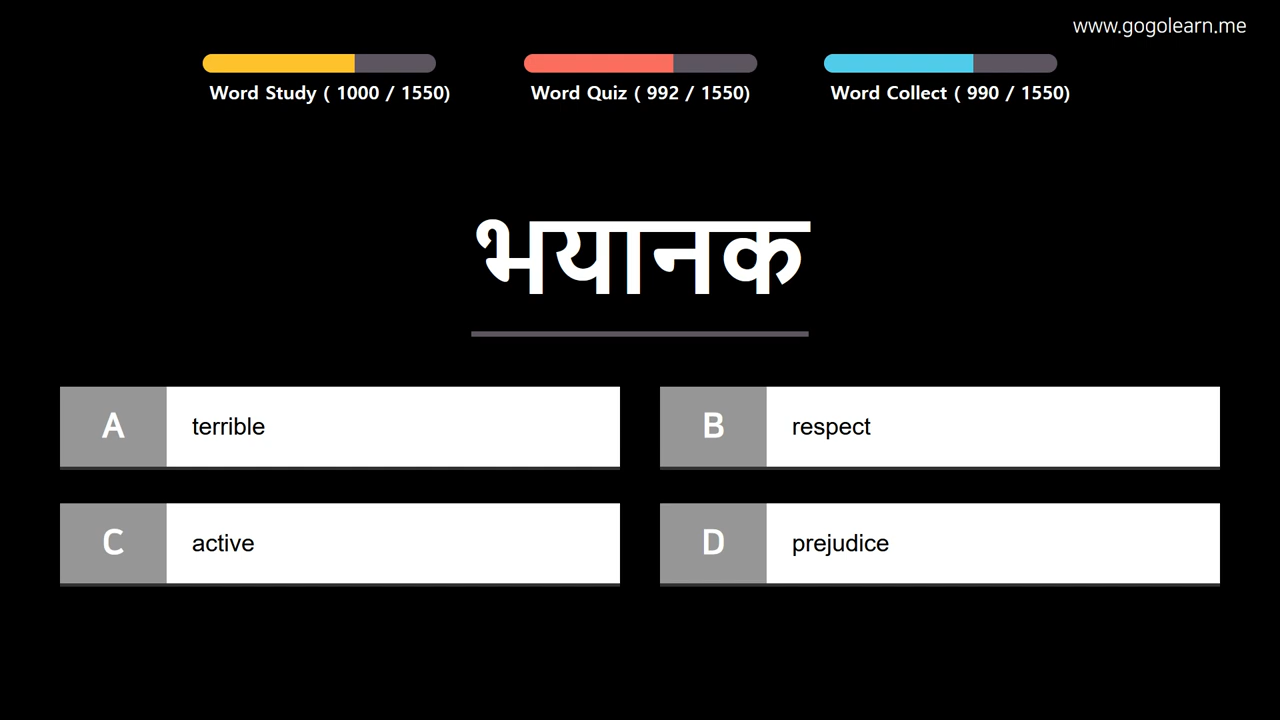 www.gogolearn.me
Word Study ( 1000 / 1550)
Word Quiz ( 992 / 1550)
Word Collect ( 990 / 1550)
भयानक
A terrible
B respect
C active
D prejudice